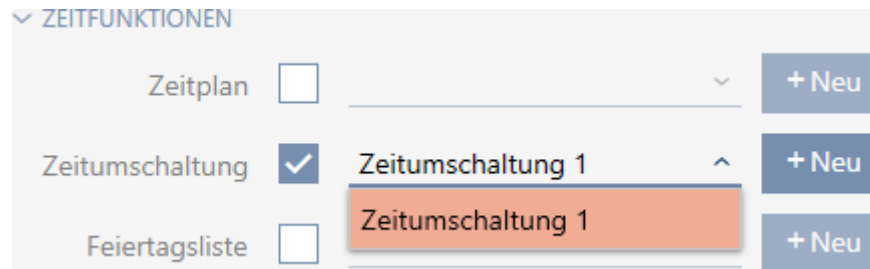 ZEITFUNKTIONEN
Zeitplan + Neu
Zeitumschaltung Zeitumschaltung 1 + Neu
Zeitumschaltung 1
Feiertagsliste + Neu